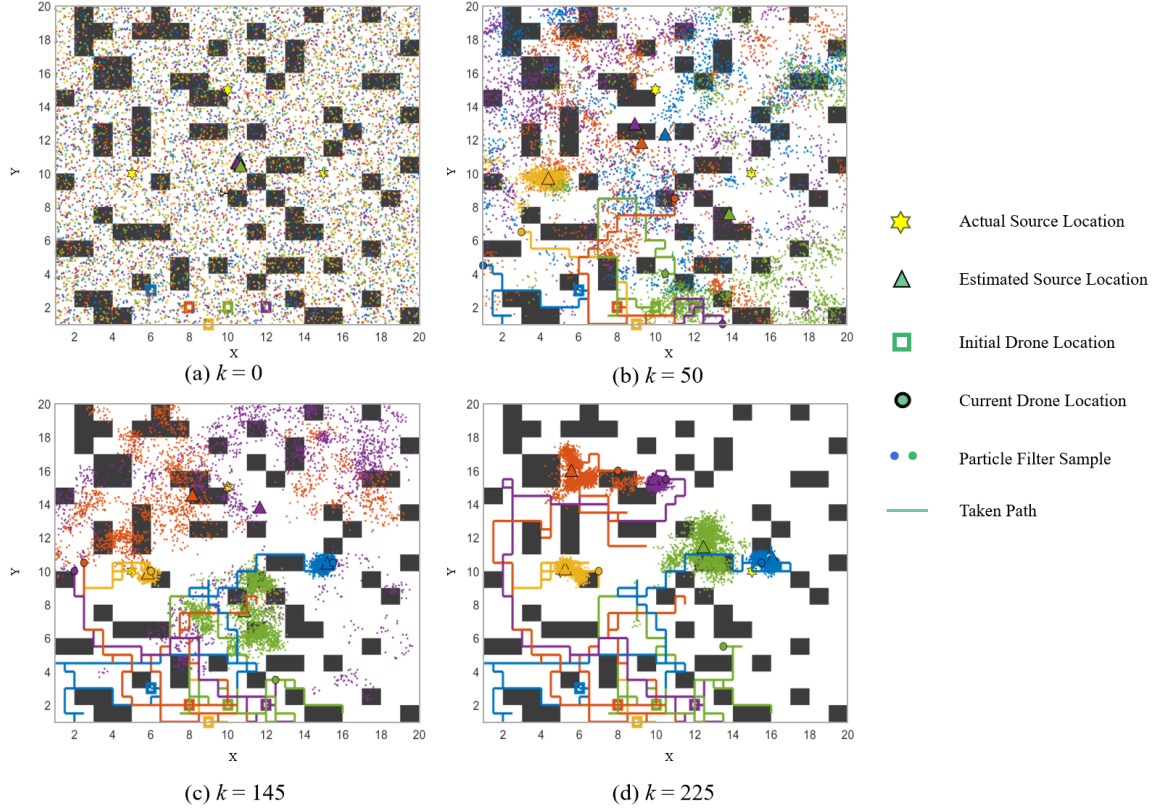 20
18
16
14
12
10
8
6
4
2
Y
2 4 6 8 10 12 14 16 18 20
X
(a) k = 0
20
18
16
14
12
10
8
6
4
2
Y
2 4 6 8 10 12 14 16 18 20
X
(b) k = 50
20
18
16
14
12
10
8
6
4
2
Y
2 4 6 8 10 12 14 16 18 20
X
(c) k = 145
20
18
16
14
12
10
8
6
4
2
Y
2 4 6 8 10 12 14 16 18 20
X
(d) k = 225
Actual Source Location
Estimated Source Location
Initial Drone Location
Current Drone Location
Particle Filter Sample
Taken Path